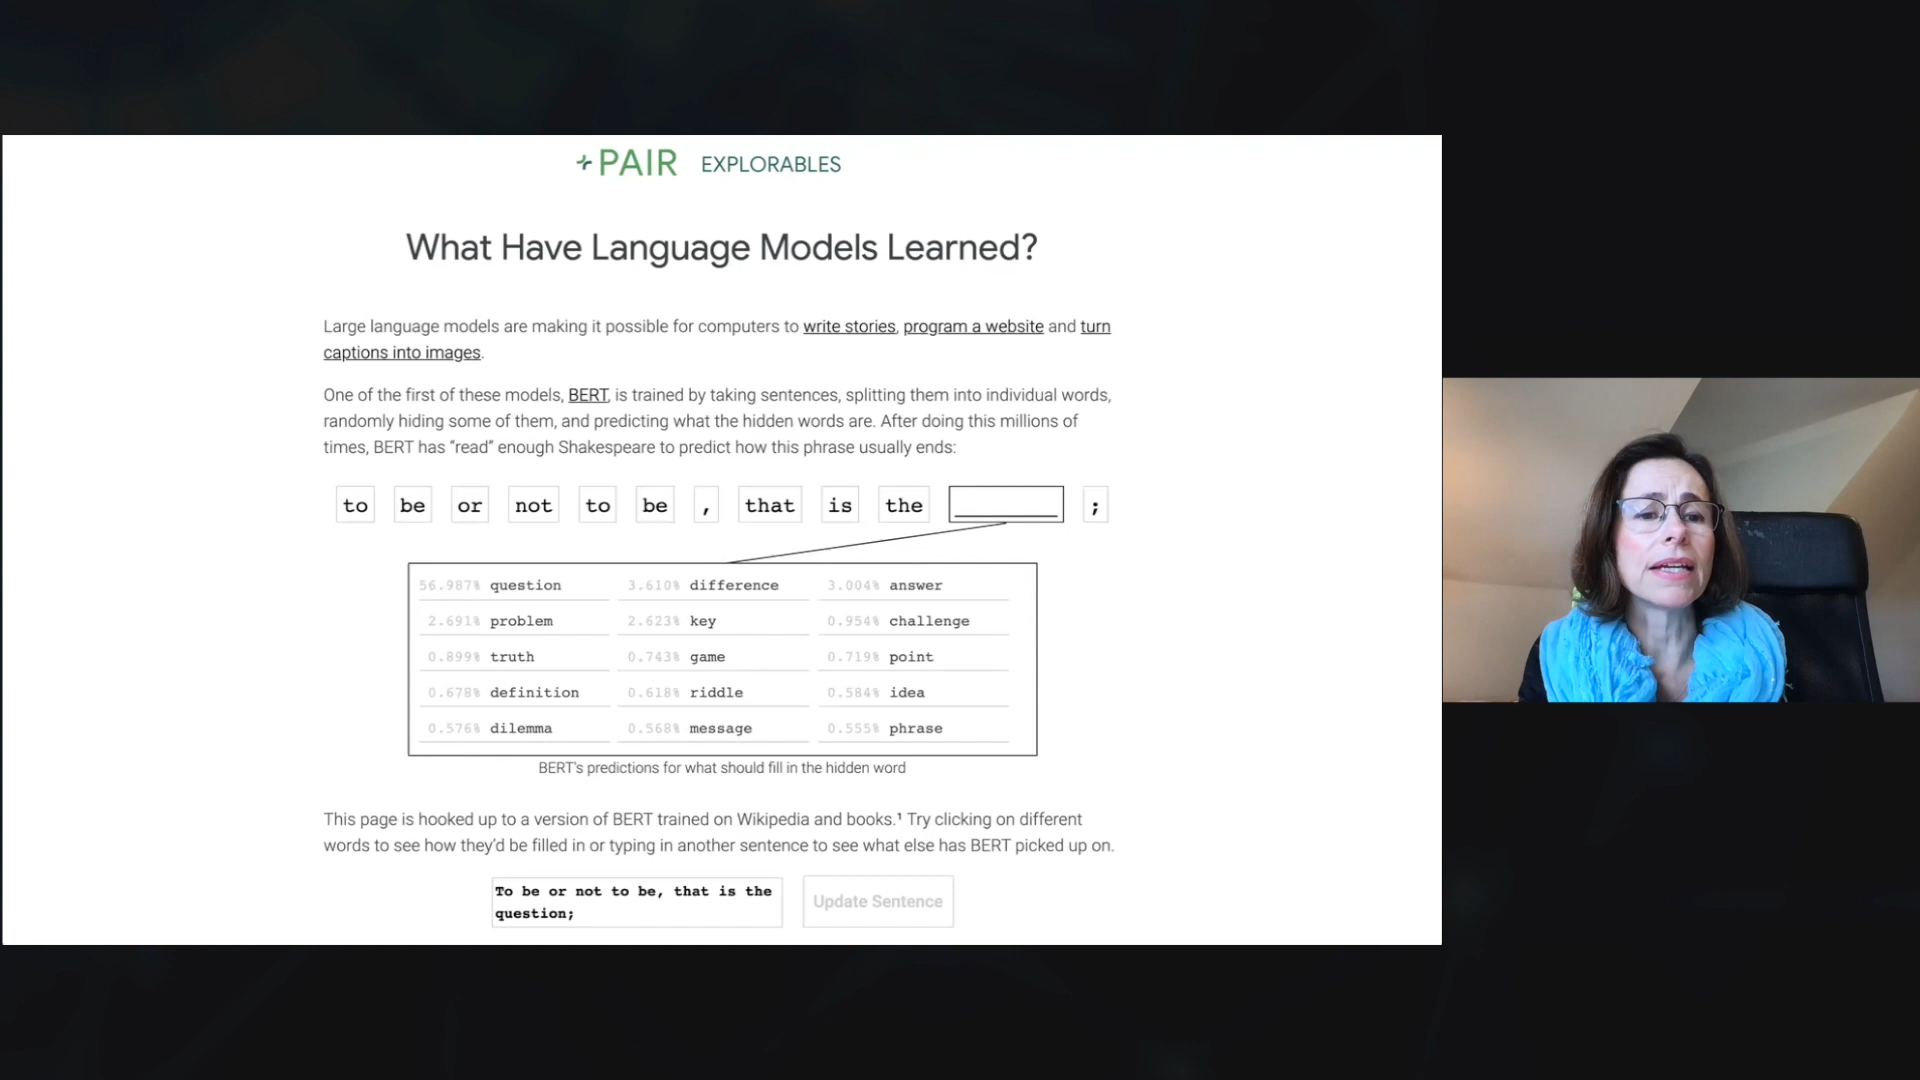 PAIR EXPLORABLES
What Have Language Models Learned?
Large language models are making it possible for computers to write stories, program a website and turn
captions into images.
One of the first of these models, BERT, is trained by taking sentences, splitting them into individual words,
randomly hiding some of them, and predicting what the hidden words are. After doing this millions of
times, BERT has “read” enough Shakespeare to predict how this phrase usually ends:
to be or not to be , that is the ________ ;
56.987% question 3.610% difference 3.004% answer
2.691% problem 2.623% key 0.954% challenge
0.899% truth 0.743% game 0.719% point
0.678% definition 0.618% riddle 0.584% idea
0.576% dilemma 0.568% message 0.555% phrase
BERT's predictions for what should fill in the hidden word
This page is hooked up to a version of BERT trained on Wikipedia and books.¹ Try clicking on different
words to see how they’d be filled in or typing in another sentence to see what else has BERT picked up on.
To be or not to be, that is the
question;
Update Sentence